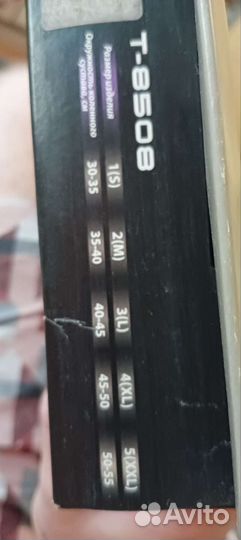 T-8508
Размер изделия 1(S) 2(M) 3(L) 4(XL) 5(XXL)
Окружность коленного
сустава, см 30-35 35-40 40-45 45-50 50-55
Avito